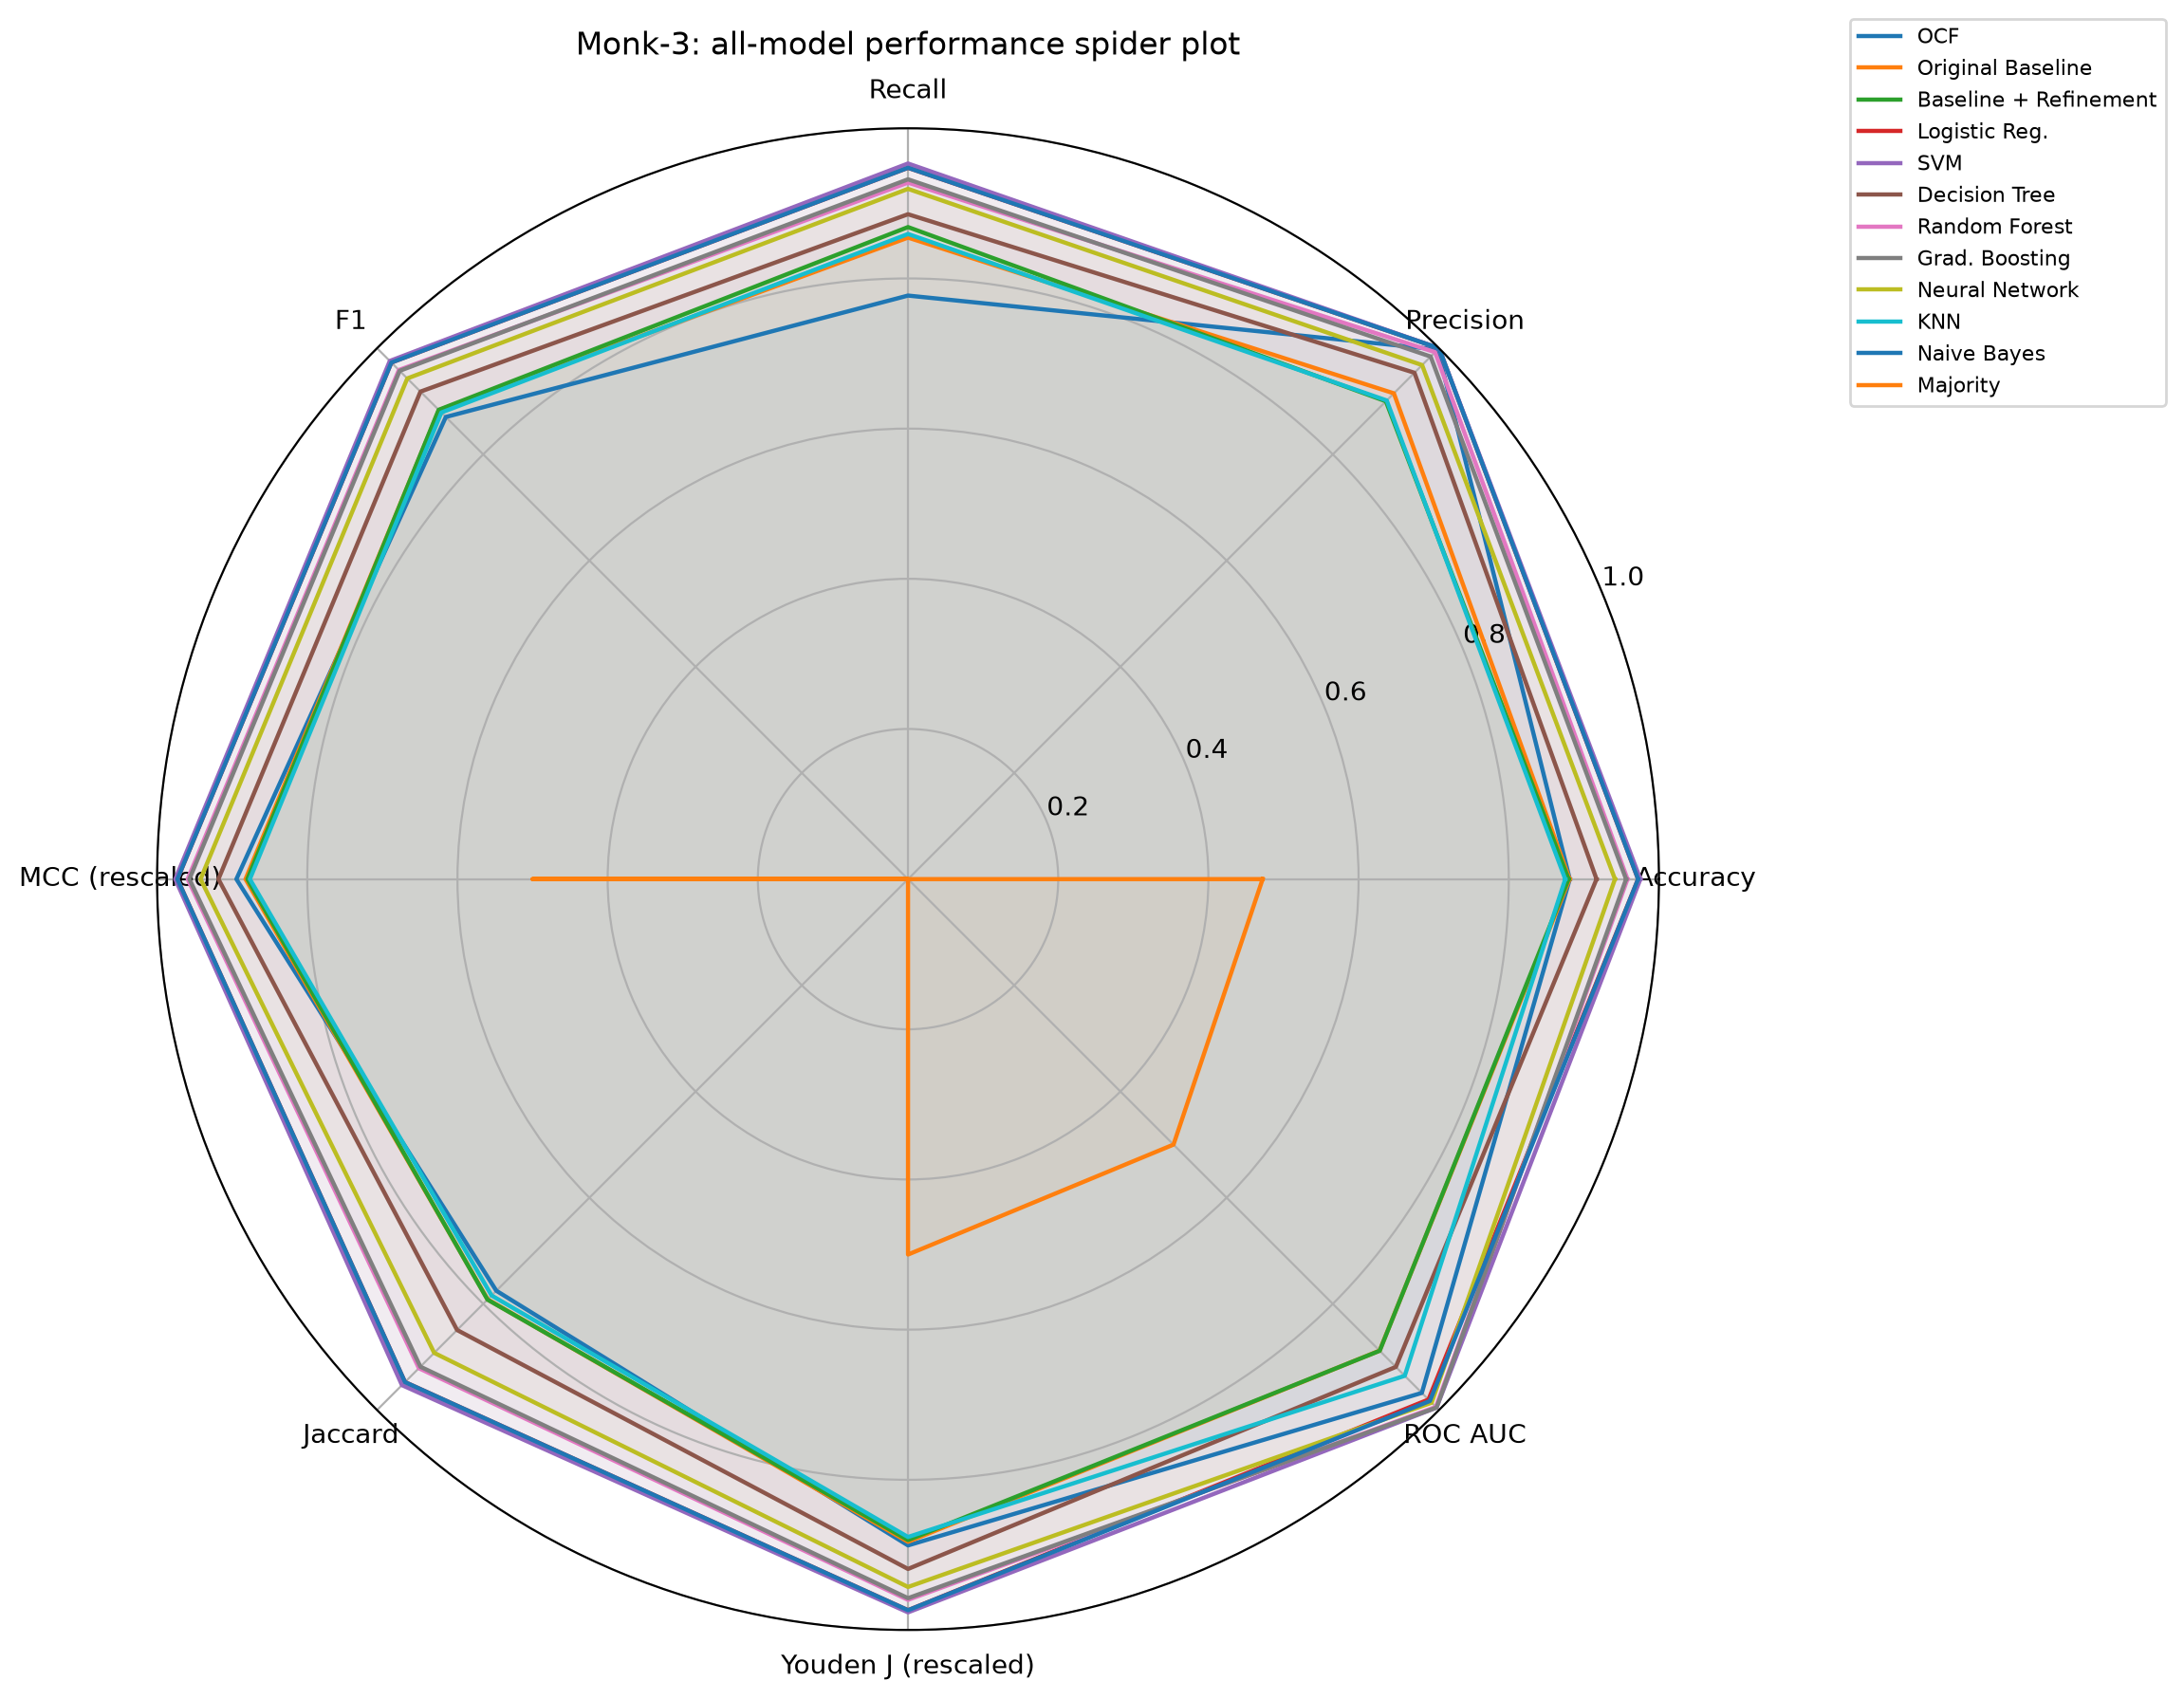 Monk-3: all-model performance spider plot
OCF
Original Baseline
Baseline + Refinement
Logistic Reg.
SVM
Decision Tree
Random Forest
Grad. Boosting
Neural Network
KNN
Naive Bayes
Majority
Recall
F1
Precision
1.0
0.8
0.6
0.4
0.2
MCC (rescaled)
Accuracy
Jaccard
ROC AUC
Youden J (rescaled)